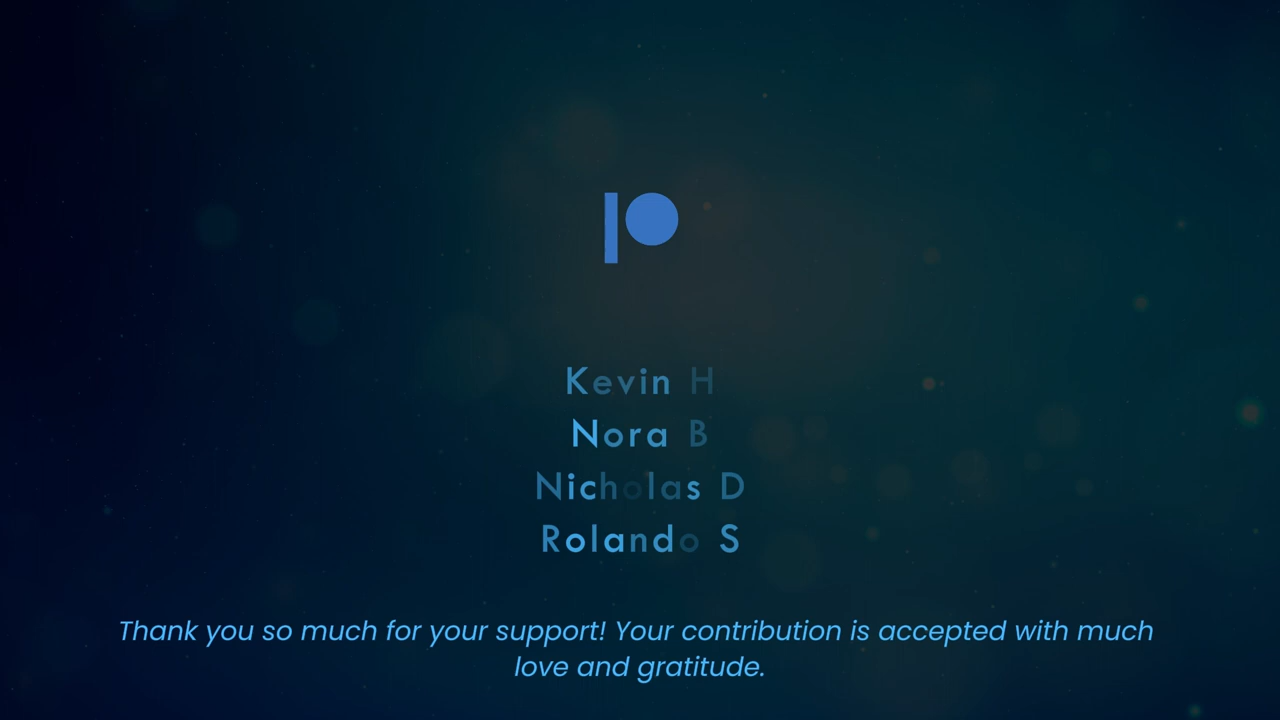 Kevin H
Nora B
Nicholas D
Rolando S
Thank you so much for your support! Your contribution is accepted with much
love and gratitude.